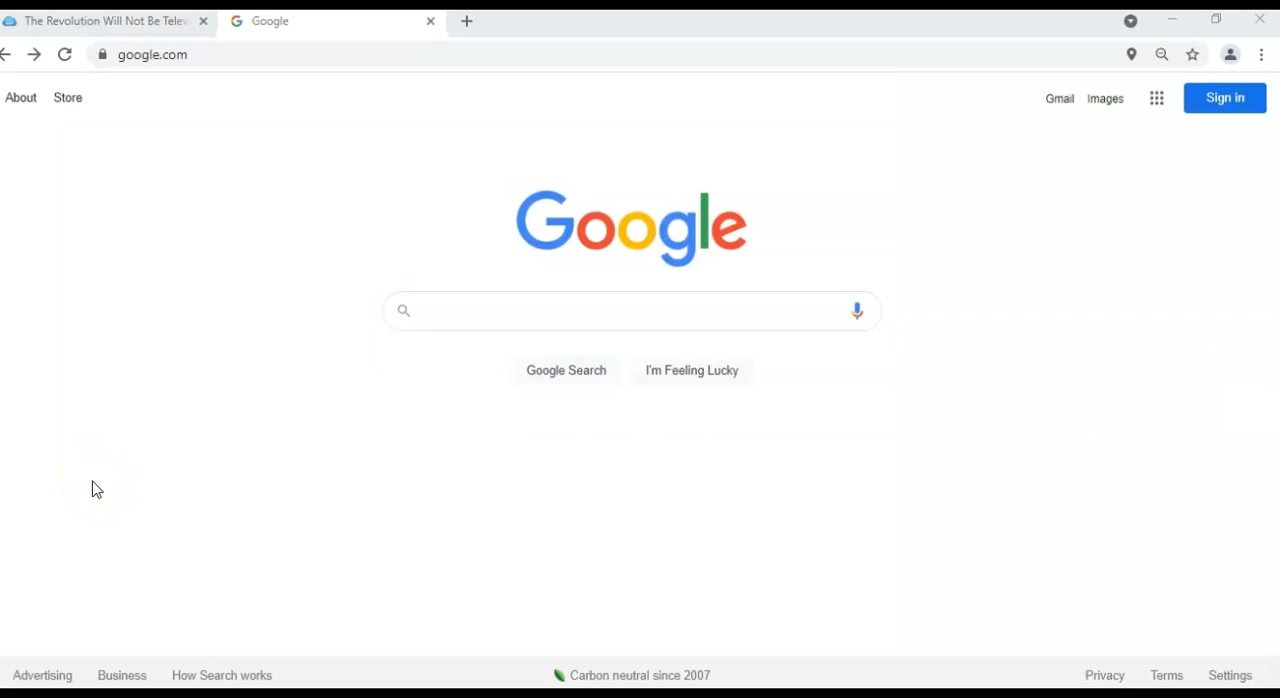 The Revolution Will Not Be Telev
Google
google.com
About Store
Gmail Images Sign in
Google
Google Search I'm Feeling Lucky
Advertising Business How Search works Carbon neutral since 2007 Privacy Terms Settings